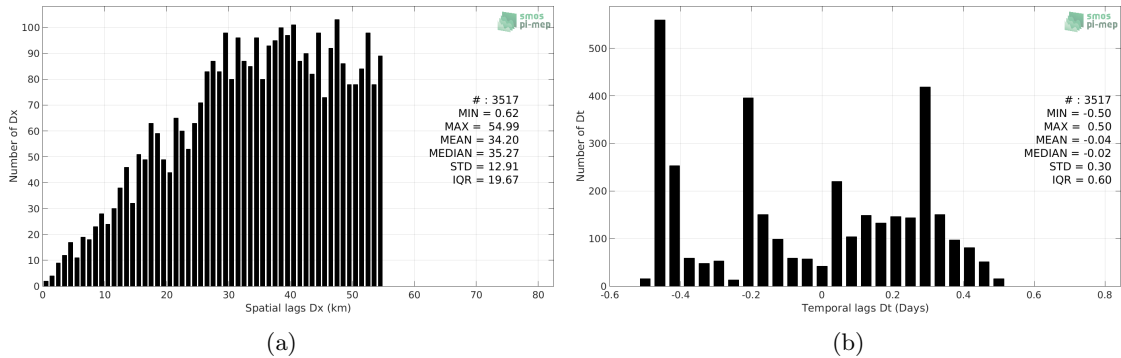 smos
pi-mep
Number of Dx
100
90
80
70
60
50
40
30
20
10
0
# : 3517
MIN = 0.62
MAX = 54.99
MEAN = 34.20
MEDIAN = 35.27
STD = 12.91
IQR = 19.67
0 10 20 30 40 50 60 70 80
Spatial lags Dx (km)
(a)
smos
pi-mep
Number of Dt
500
400
300
200
100
0
# : 3517
MIN = -0.50
MAX = 0.50
MEAN = -0.04
MEDIAN = -0.02
STD = 0.30
IQR = 0.60
-0.6 -0.4 -0.2 0 0.2 0.4 0.6 0.8
Temporal lags Dt (Days)
(b)